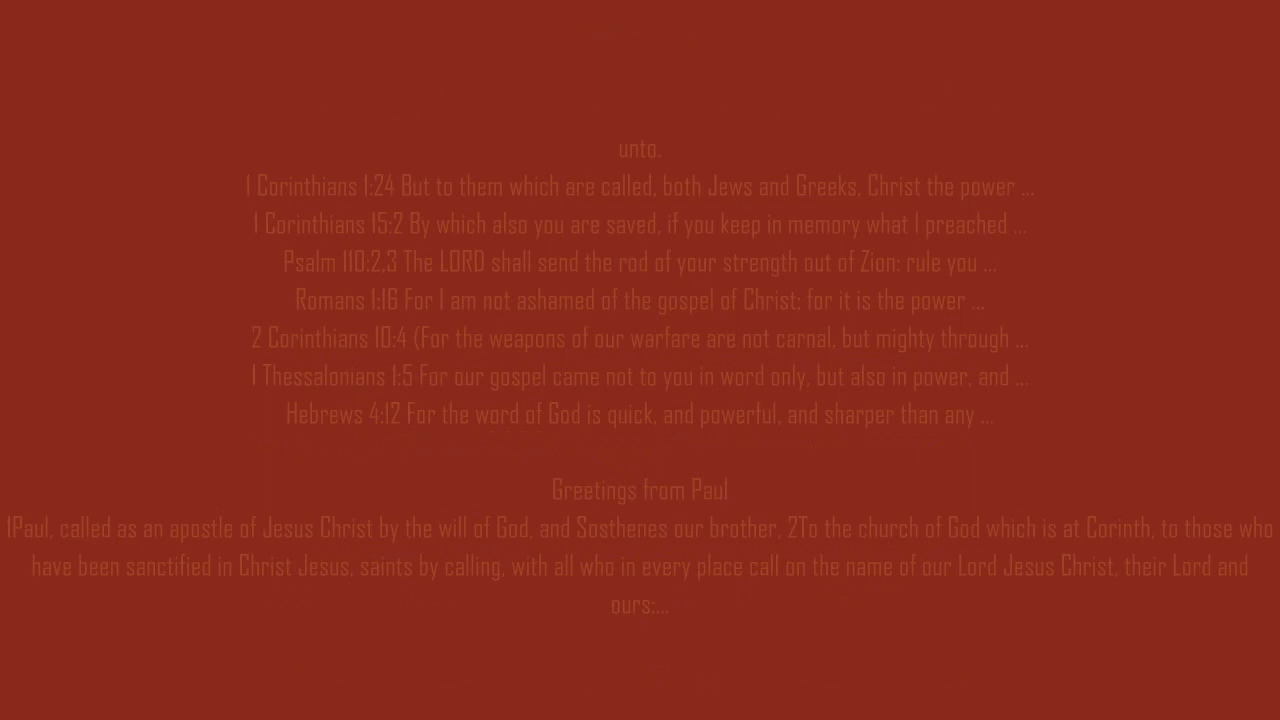 unto.
1 Corinthians 1:24 But to them which are called, both Jews and Greeks, Christ the power ...
1 Corinthians 15:2 By which also you are saved, if you keep in memory what I preached ...
Psalm 110:2,3 The LORD shall send the rod of your strength out of Zion: rule you ...
Romans 1:16 For I am not ashamed of the gospel of Christ: for it is the power ...
2 Corinthians 10:4 (For the weapons of our warfare are not carnal, but mighty through ...
1 Thessalonians 1:5 For our gospel came not to you in word only, but also in power, and ...
Hebrews 4:12 For the word of God is quick, and powerful, and sharper than any ...
Greetings from Paul
1Paul, called as an apostle of Jesus Christ by the will of God, and Sosthenes our brother, 2To the church of God which is at Corinth, to those who
have been sanctified in Christ Jesus, saints by calling, with all who in every place call on the name of our Lord Jesus Christ, their Lord and
ours:...